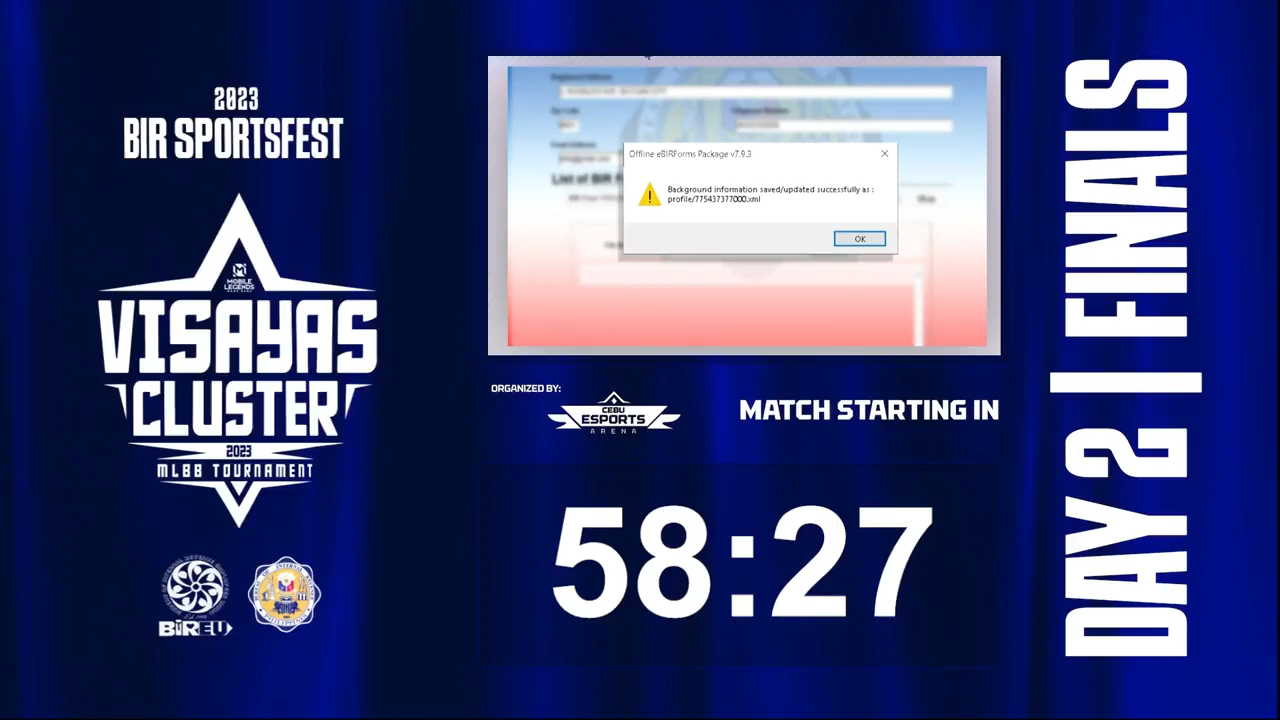 2023
BIR SPORTSFEST
MOBILE
LEGENDS
BANG BANG
VISAYAS
CLUSTER
2023
MLBB TOURNAMENT
BIREU
Offline eBIRForms Package v7.9.3
Background information saved/updated successfully as :
profile/775437377000.xml
OK
ORGANIZED BY:
CEBU
ESPORTS
ARENA
MATCH STARTING IN
58:27
DAY 2 | FINALS